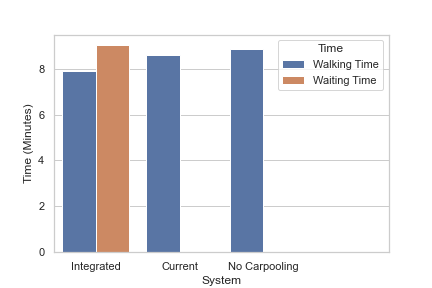 Time
Walking Time
Waiting Time
8
6
4
2
0
Time (Minutes)
Integrated
Current
No Carpooling
System